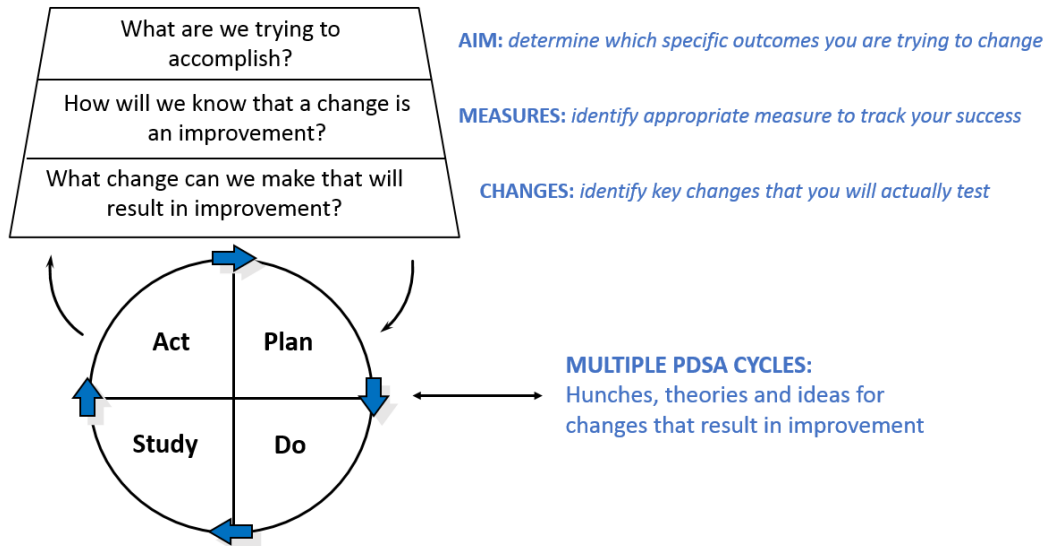 What are we trying to
accomplish?
AIM: determine which specific outcomes you are trying to change
How will we know that a change is
an improvement?
MEASURES: identify appropriate measure to track your success
What change can we make that will
result in improvement?
CHANGES: identify key changes that you will actually test
Act
Plan
Study
Do
MULTIPLE PDSA CYCLES:
Hunches, theories and ideas for
changes that result in improvement